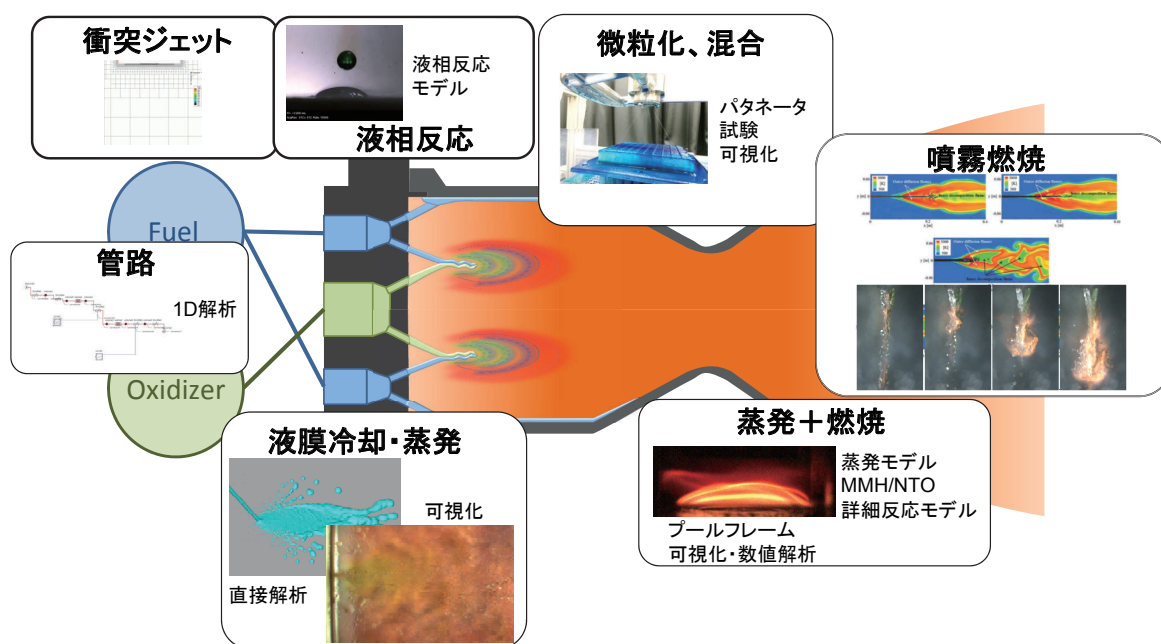 衝突ジェット
液相反応
モデル
液相反応
微粒化、混合
パタネータ
試験
可視化
噴霧燃焼
Fuel
管路
1D解析
Oxidizer
液膜冷却・蒸発
可視化
直接解析
蒸発＋燃焼
蒸発モデル
MMH/NTO
詳細反応モデル
プールフレーム
可視化・数値解析